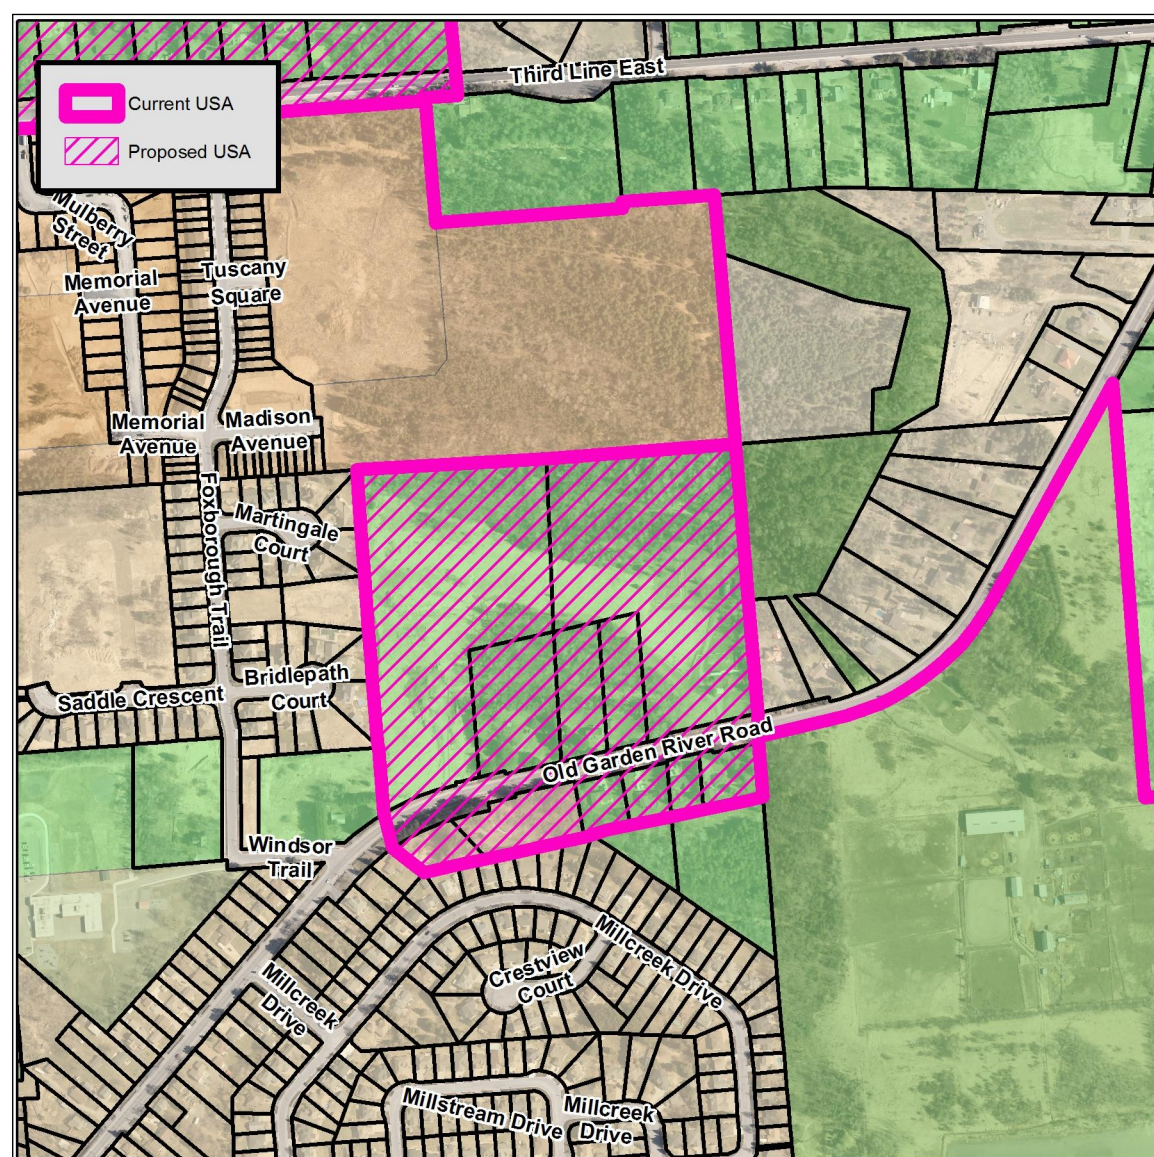 Third Line East
Current USA
Proposed USA
Mulberry
Street
Memorial
Avenue
Tuscany
Square
Memorial
Avenue
Madison
Avenue
Foxborough Trail
Martingale
Court
Saddle Crescent
Bridlepath
Court
Old Garden River Road
Windsor
Trail
Millcreek Drive
Crestview
Court
Millcreek
Drive
Millstream Drive
Millcreek
Drive